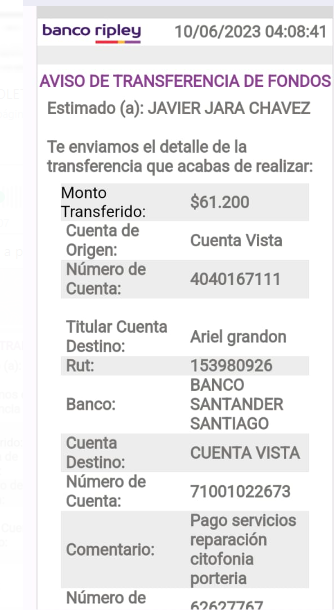 banco ripley 10/06/2023 04:08:41
AVISO DE TRANSFERENCIA DE FONDOS
Estimado (a): JAVIER JARA CHAVEZ
Te enviamos el detalle de la
transferencia que acabas de realizar:
Monto
Transferido: $61.200
Cuenta de
Origen: Cuenta Vista
Número de
Cuenta: 4040167111
Titular Cuenta
Destino: Ariel grandon
Rut: 153980926
Banco: BANCO
SANTANDER
SANTIAGO
Cuenta
Destino: CUENTA VISTA
Número de
Cuenta: 71001022673
Comentario: Pago servicios
reparación
citofonia
porteria
Número de
62627767